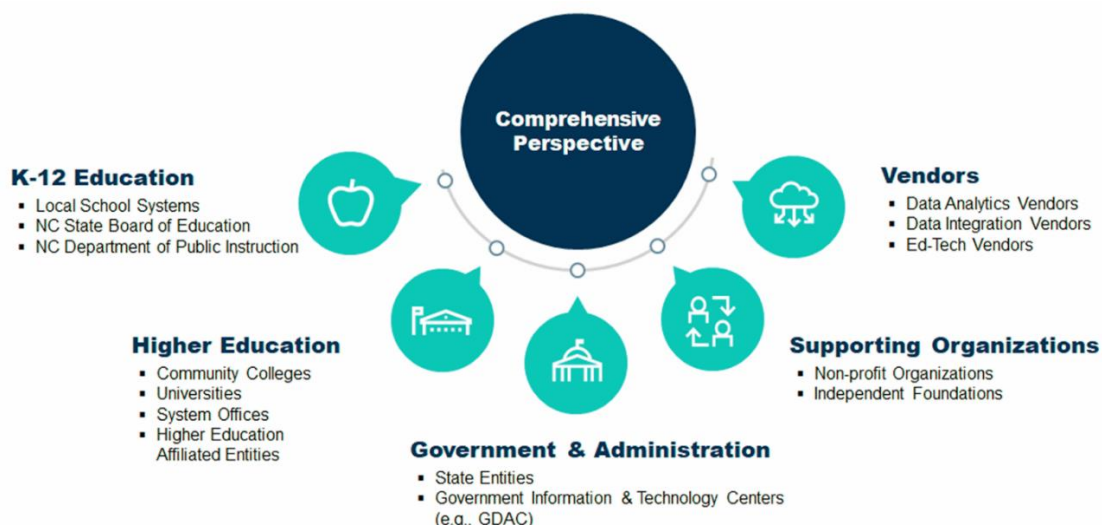 Comprehensive
Perspective
K-12 Education
▪ Local School Systems
▪ NC State Board of Education
▪ NC Department of Public Instruction
Vendors
▪ Data Analytics Vendors
▪ Data Integration Vendors
▪ Ed-Tech Vendors
Higher Education
▪ Community Colleges
▪ Universities
▪ System Offices
▪ Higher Education
Affiliated Entities
Supporting Organizations
▪ Non-profit Organizations
▪ Independent Foundations
Government & Administration
▪ State Entities
▪ Government Information & Technology Centers
(e.g., GDAC)